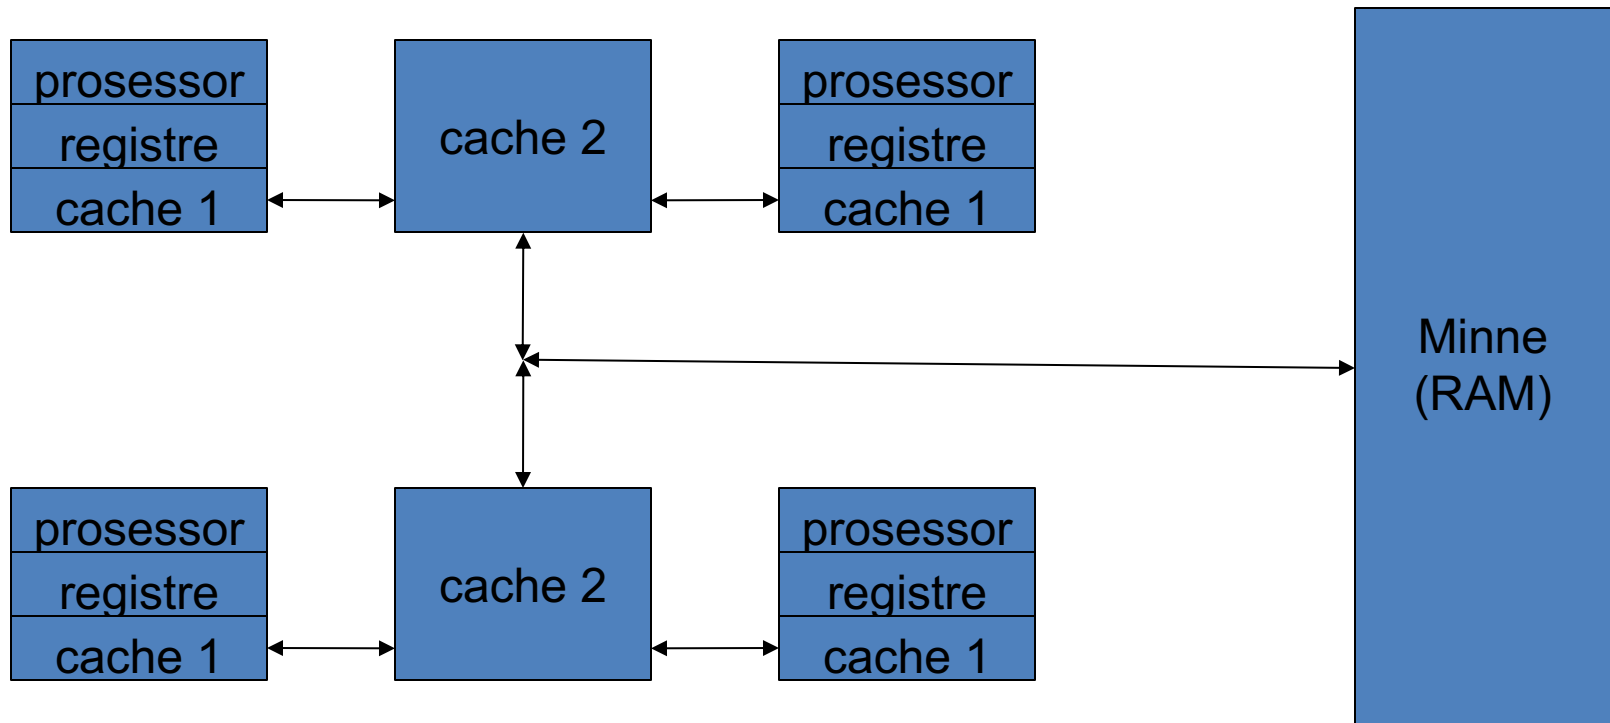 prosessor
registre
cache 1
cache 2
prosessor
registre
cache 1
Minne
(RAM)
prosessor
registre
cache 1
cache 2
prosessor
registre
cache 1